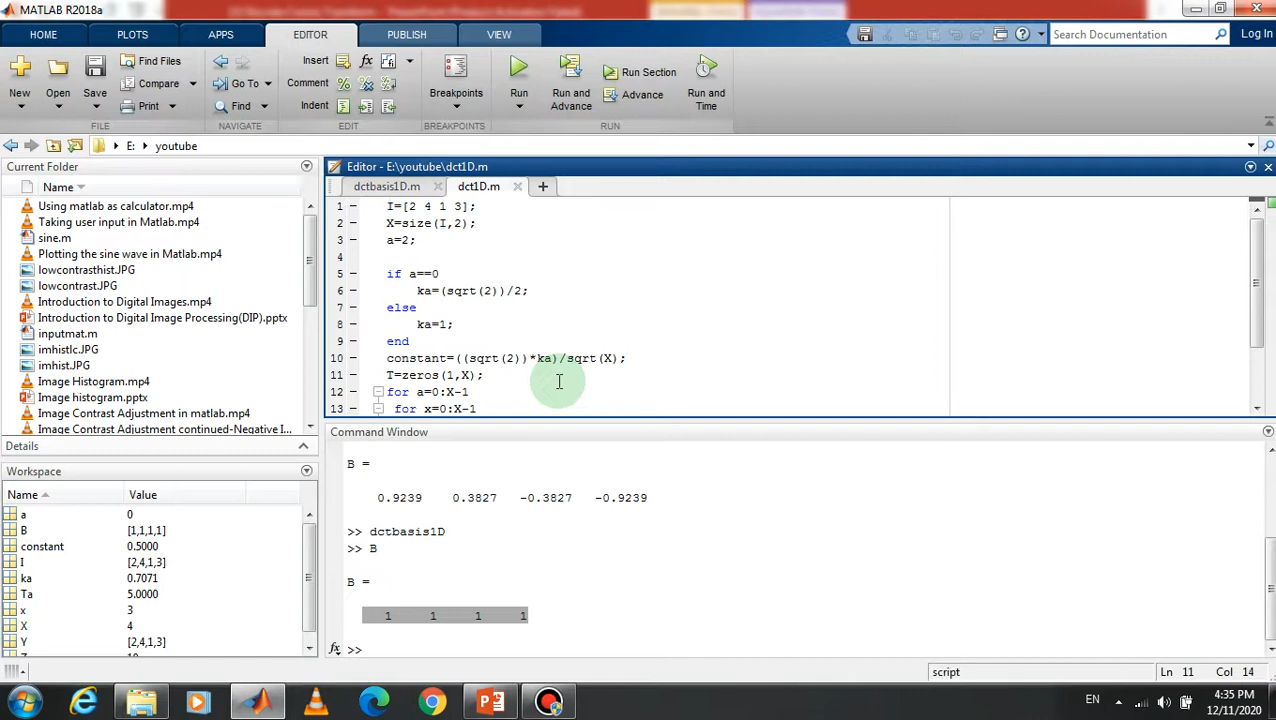 MATLAB R2018a
HOME PLOTS APPS EDITOR PUBLISH VIEW
Search Documentation
Log In
New Open Save Find Files Compare Print
Go To Find
Insert Comment Indent
Breakpoints
Run Run and Advance Run Section Advance Run and Time
FILE NAVIGATE EDIT BREAKPOINTS RUN
E: youtube
Current Folder
Name
Using matlab as calculator.mp4
Taking user input in Matlab.mp4
sine.m
Plotting the sine wave in Matlab.mp4
lowcontrasthist.JPG
lowcontrast.JPG
Introduction to Digital Images.mp4
Introduction to Digital Image Processing(DIP).pptx
inputmat.m
imhistlc.JPG
imhist.JPG
Image Histogram.mp4
Image histogram.pptx
Image Contrast Adjustment in matlab.mp4
Image Contrast Adjustment continued-Negative I...
Details
Workspace
Name Value
a 0
B [1,1,1,1]
constant 0.5000
I [2,4,1,3]
ka 0.7071
Ta 5.0000
x 3
X 4
Y [2,4,1,3]
Editor - E:\youtube\dct1D.m
dctbasis1D.m dct1D.m
1 I=[2 4 1 3];
2 X=size(I,2);
3 a=2;
4
5 if a==0
6 ka=(sqrt(2))/2;
7 else
8 ka=1;
9 end
10 constant=((sqrt(2))*ka)/sqrt(X);
11 T=zeros(1,X);
12 for a=0:X-1
13 for x=0:X-1
Command Window
B =
0.9239 0.3827 -0.3827 -0.9239
>> dctbasis1D
>> B
B =
1 1 1 1
fx >>
script Ln 11 Col 14
EN 4:35 PM
12/11/2020